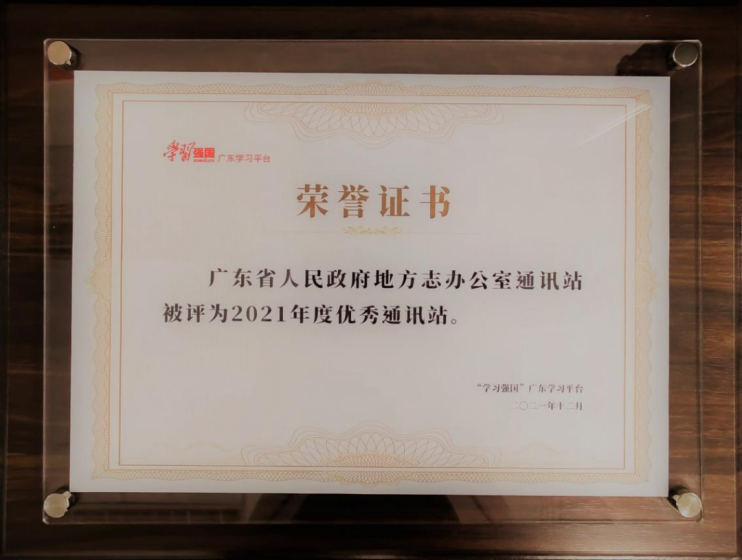 学习强国 广东学习平台
荣誉证书
广东省人民政府地方志办公室通讯站
被评为2021年度优秀通讯站。
“学习强国”广东学习平台
二〇二一年十二月